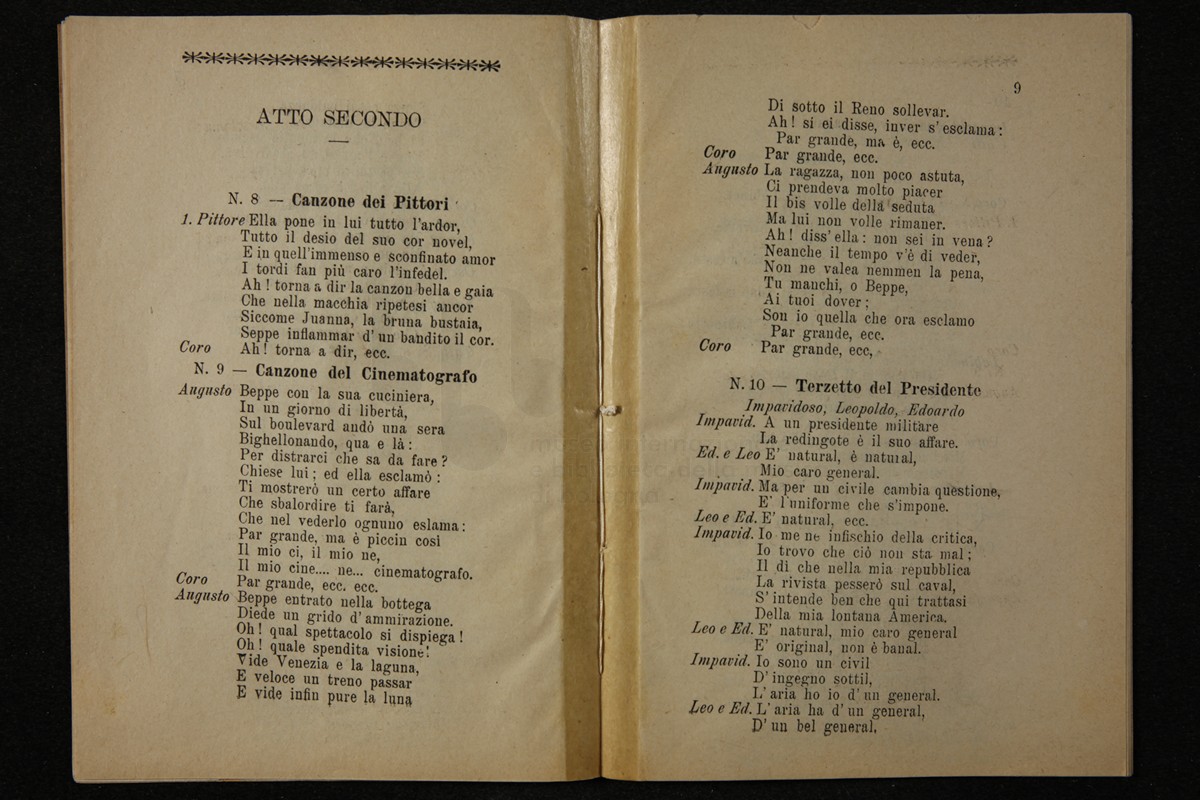 ATTO SECONDO
N. 8 — Canzone dei Pittori
1. Pittore Ella pone in lui tutto l'ardor,
Tutto il desio del suo cor novel,
E in quell'immenso e sconfinato amor
I tordi fan più caro l'infedel.
Ah ! torna a dir la canzon bella e gaia
Che nella macchia ripetesi ancor
Siccome Juanna, la bruna bustaia,
Seppe inflammar d' un bandito il cor.
Coro Ah ! torna a dir, ecc.
N. 9 — Canzone del Cinematografo
Augusto Beppe con la sua cuciniera,
In un giorno di libertà,
Sul boulevard andò una sera
Bighellonando, qua e là :
Per distrarci che sa da fare ?
Chiese lui ; ed ella esclamò :
Ti mostrerò un certo affare
Che sbalordire ti farà,
Che nel vederlo ognuno eslama :
Par grande, ma è piccin così
Il mio ci, il mio ne,
Il mio cine.... ne... cinematografo.
Coro Par grande, ecc. ecc.
Augusto Beppe entrato nella bottega
Diede un grido d' ammirazione.
Oh ! qual spettacolo si dispiega !
Oh ! quale spendita visione !
Vide Venezia e la laguna,
E veloce un treno passar
E vide infin pure la luna
9
Di sotto il Reno sollevar.
Ah ! si ei disse, inver s' esclama :
Par grande, ma è, ecc.
Coro Par grande, ecc.
Augusto La ragazza, non poco astuta,
Ci prendeva molto piacer
Il bis volle della seduta
Ma lui non volle rimaner.
Ah ! diss' ella : non sei in vena ?
Neanche il tempo v'è di veder,
Non ne valea nemmen la pena,
Tu manchi, o Beppe,
Ai tuoi dover ;
Son io quella che ora esclamo
Par grande, ecc.
Coro Par grande, ecc,
N. 10 — Terzetto del Presidente
Impavidoso, Leopoldo, Edoardo
Impavid. A un presidente militare
La redingote è il suo affare.
Ed. e Leo E' natural, è natural,
Mio caro general.
Impavid. Ma per un civile cambia questione,
E' l'uniforme che s'impone.
Leo e Ed. E' natural, ecc.
Impavid. Io me ne infischio della critica,
Io trovo che ciò non sta mal ;
Il dì che nella mia repubblica
La rivista pesserò sul caval,
S' intende ben che qui trattasi
Della mia lontana America.
Leo e Ed. E' natural, mio caro general
E' original, non è banal.
Impavid. Io sono un civil
D' ingegno sottil,
L' aria ho io d' un general.
Leo e Ed. L' aria ha d' un general,
D' un bel general,